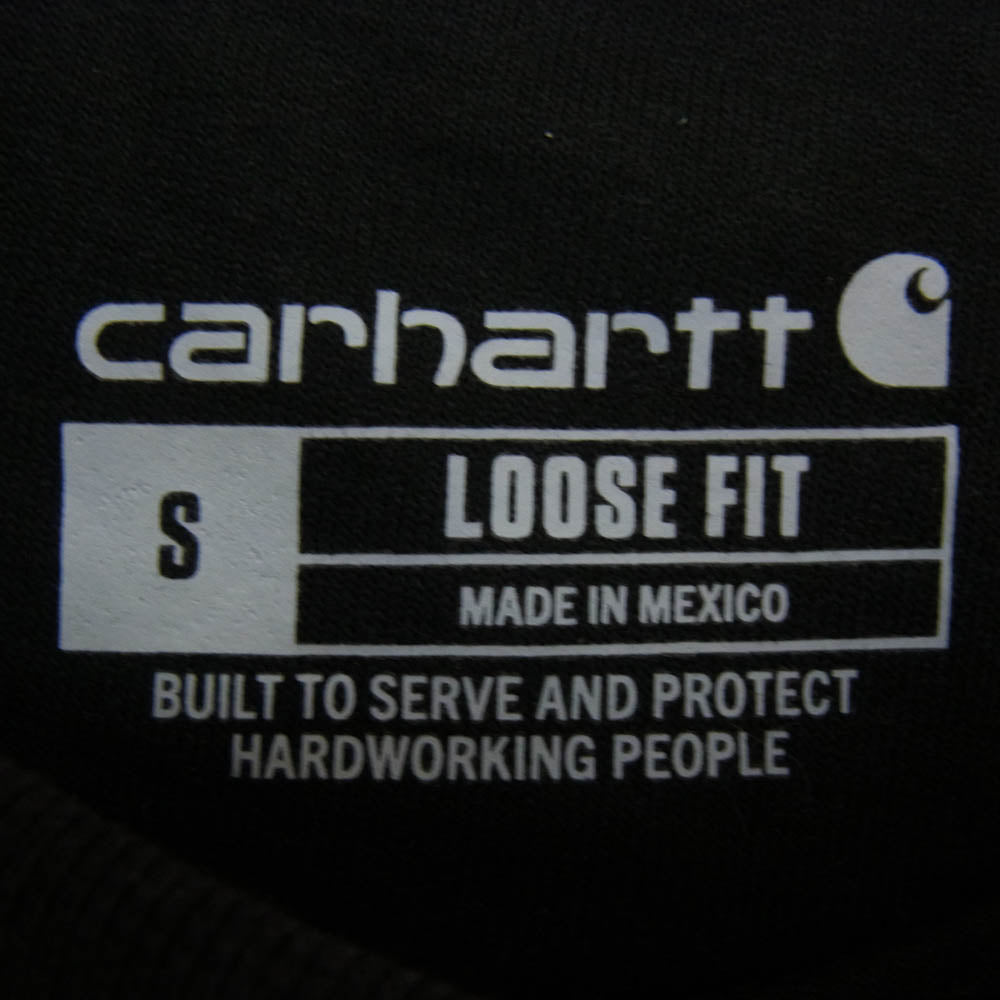 carhartt
S
LOOSE FIT
MADE IN MEXICO
BUILT TO SERVE AND PROTECT
HARDWORKING PEOPLE